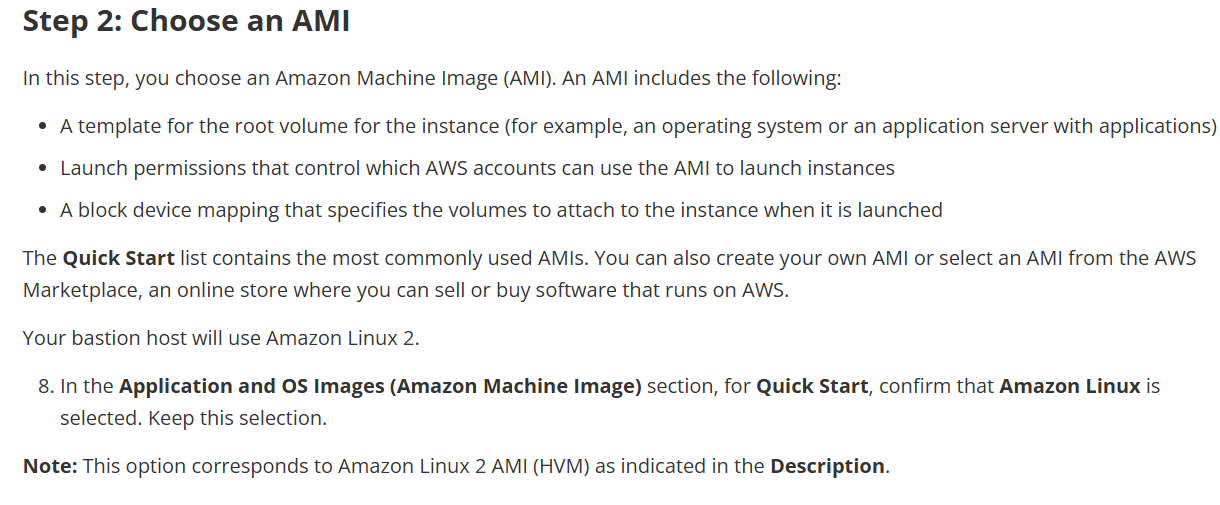 Step 2: Choose an AMI
In this step, you choose an Amazon Machine Image (AMI). An AMI includes the following:
• A template for the root volume for the instance (for example, an operating system or an application server with applications)
• Launch permissions that control which AWS accounts can use the AMI to launch instances
• A block device mapping that specifies the volumes to attach to the instance when it is launched
The Quick Start list contains the most commonly used AMIs. You can also create your own AMI or select an AMI from the AWS
Marketplace, an online store where you can sell or buy software that runs on AWS.
Your bastion host will use Amazon Linux 2.
8. In the Application and OS Images (Amazon Machine Image) section, for Quick Start, confirm that Amazon Linux is
selected. Keep this selection.
Note: This option corresponds to Amazon Linux 2 AMI (HVM) as indicated in the Description.